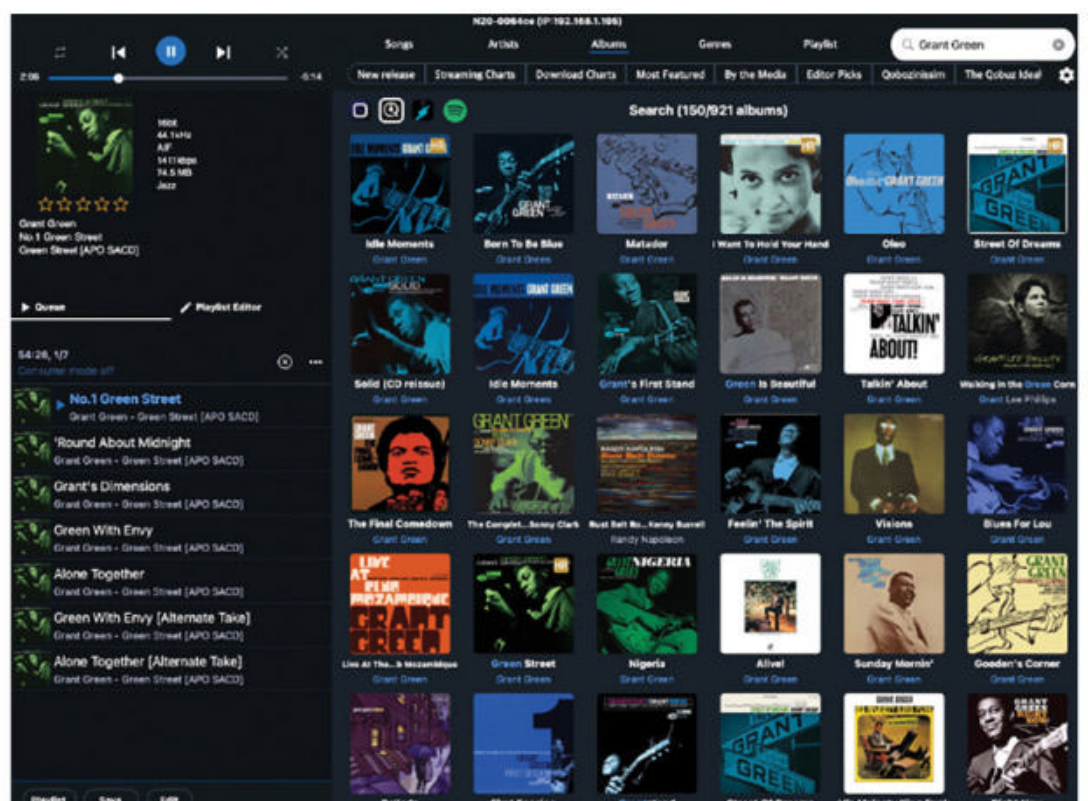 N20-0064ce (IP:192.168.1.195)
Songs Artists Albums Genres Playlist
Grant Green
2:06 -5:14
New release Streaming Charts Download Charts Most Featured By the Media Editor Picks Qobuzissim The Qobuz Ideal
Search (150/921 albums)
16bit
44.1kHz
AIF
1411kbps
74.5 MB
Jazz
Grant Green
No.1 Green Street
Green Street [APO SACD]
Queue Playlist Editor
54:26, 1/7
Consume mode off
No.1 Green Street
Grant Green - Green Street [APO SACD]
'Round About Midnight
Grant Green - Green Street [APO SACD]
Grant's Dimensions
Grant Green - Green Street [APO SACD]
Green With Envy
Grant Green - Green Street [APO SACD]
Alone Together
Grant Green - Green Street [APO SACD]
Green With Envy [Alternate Take]
Grant Green - Green Street [APO SACD]
Alone Together [Alternate Take]
Grant Green - Green Street [APO SACD]
Playlist Save Edit
Idle Moments Born To Be Blue Matador I Want To Hold Your Hand Oleo Street Of Dreams
Grant Green Grant Green Grant Green Grant Green Grant Green Grant Green
Solid (CD reissue) Idle Moments Grant's First Stand Green Is Beautiful Talkin' About Walking in the Green Corn
Grant Green Grant Green Grant Green Grant Green Grant Green Grant Lee Phillips
The Final Comedown The Complet...Sonny Clark Rust Belt Ro...Kenny Burrell Feelin' The Spirit Visions Blues For Lou
Grant Green Grant Green Randy Napoleon Grant Green Grant Green Grant Green
LIVE
AT
CLUB
MOZAMBIQUE
GRANT
GREEN
NIGERIA
Live At The...b Mozambique Green Street Nigeria Alive! Sunday Mornin' Gooden's Corner
Grant Green Grant Green Grant Green Grant Green Grant Green Grant Green
GRANT
GREEN